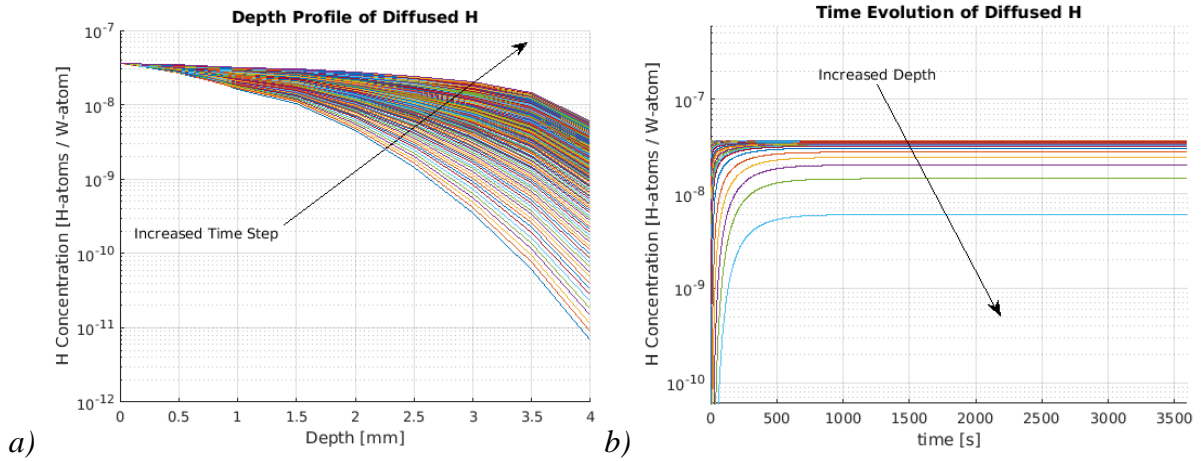 Depth Profile of Diffused H
H Concentration [H-atoms / W-atom]
10-7
10-8
10-9
10-10
10-11
10-12
Increased Time Step
0 0.5 1 1.5 2 2.5 3 3.5 4
Depth [mm]
a)
Time Evolution of Diffused H
H Concentration [H-atoms / W-atom]
10-7
10-8
10-9
10-10
Increased Depth
0 500 1000 1500 2000 2500 3000 3500
time [s]
b)